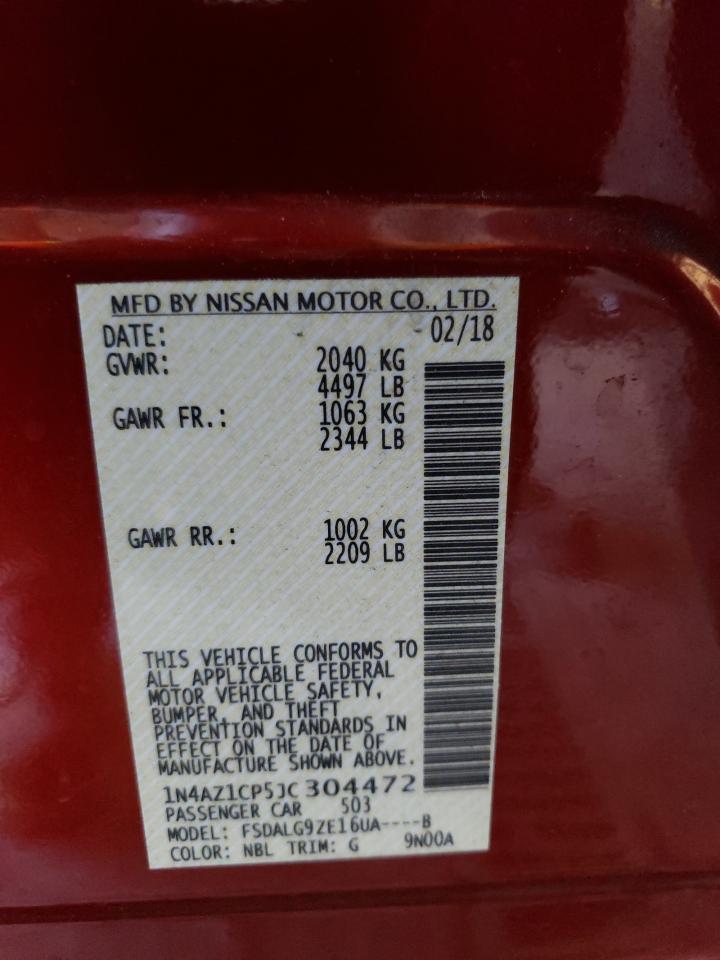 MFD BY NISSAN MOTOR CO., LTD.
DATE: 02/18
GVWR: 2040 KG
4497 LB
GAWR FR.: 1063 KG
2344 LB
GAWR RR.: 1002 KG
2209 LB
THIS VEHICLE CONFORMS TO
ALL APPLICABLE FEDERAL
MOTOR VEHICLE SAFETY,
BUMPER, AND THEFT
PREVENTION STANDARDS IN
EFFECT ON THE DATE OF
MANUFACTURE SHOWN ABOVE.
1N4AZ1CP5JC304472
PASSENGER CAR 503
MODEL: FSDALG9ZE16UA----B
COLOR: NBL TRIM: G 9N00A